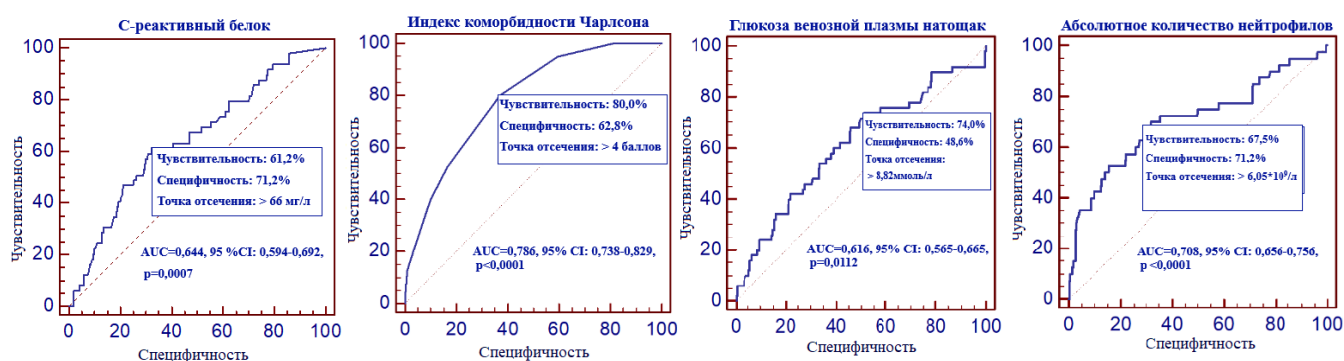 С-реактивный белок
100
80
60
40
20
0
Чувствительность
Чувствительность: 61,2%
Специфичность: 71,2%
Точка отсечения: > 66 мг/л
AUC=0,644, 95 %CI: 0,594-0,692,
p=0,0007
0 20 40 60 80 100
Специфичность
Индекс коморбидности Чарлсона
100
80
60
40
20
0
Чувствительность
Чувствительность: 80,0%
Специфичность: 62,8%
Точка отсечения: > 4 баллов
AUC=0,786, 95% CI: 0,738-0,829,
p<0,0001
0 20 40 60 80 100
Специфичность
Глюкоза венозной плазмы натощак
100
80
60
40
20
0
Чувствительность
Чувствительность: 74,0%
Специфичность: 48,6%
Точка отсечения:
> 8,82ммоль/л
AUC=0,616, 95% CI: 0,565-0,665,
p=0,0112
0 20 40 60 80 100
Специфичность
Абсолютное количество нейтрофилов
100
80
60
40
20
0
Чувствительность
Чувствительность: 67,5%
Специфичность: 71,2%
Точка отсечения: > 6,05*10⁹/л
AUC=0,708, 95% CI: 0,656-0,756,
p <0,0001
0 20 40 60 80 100
Специфичность